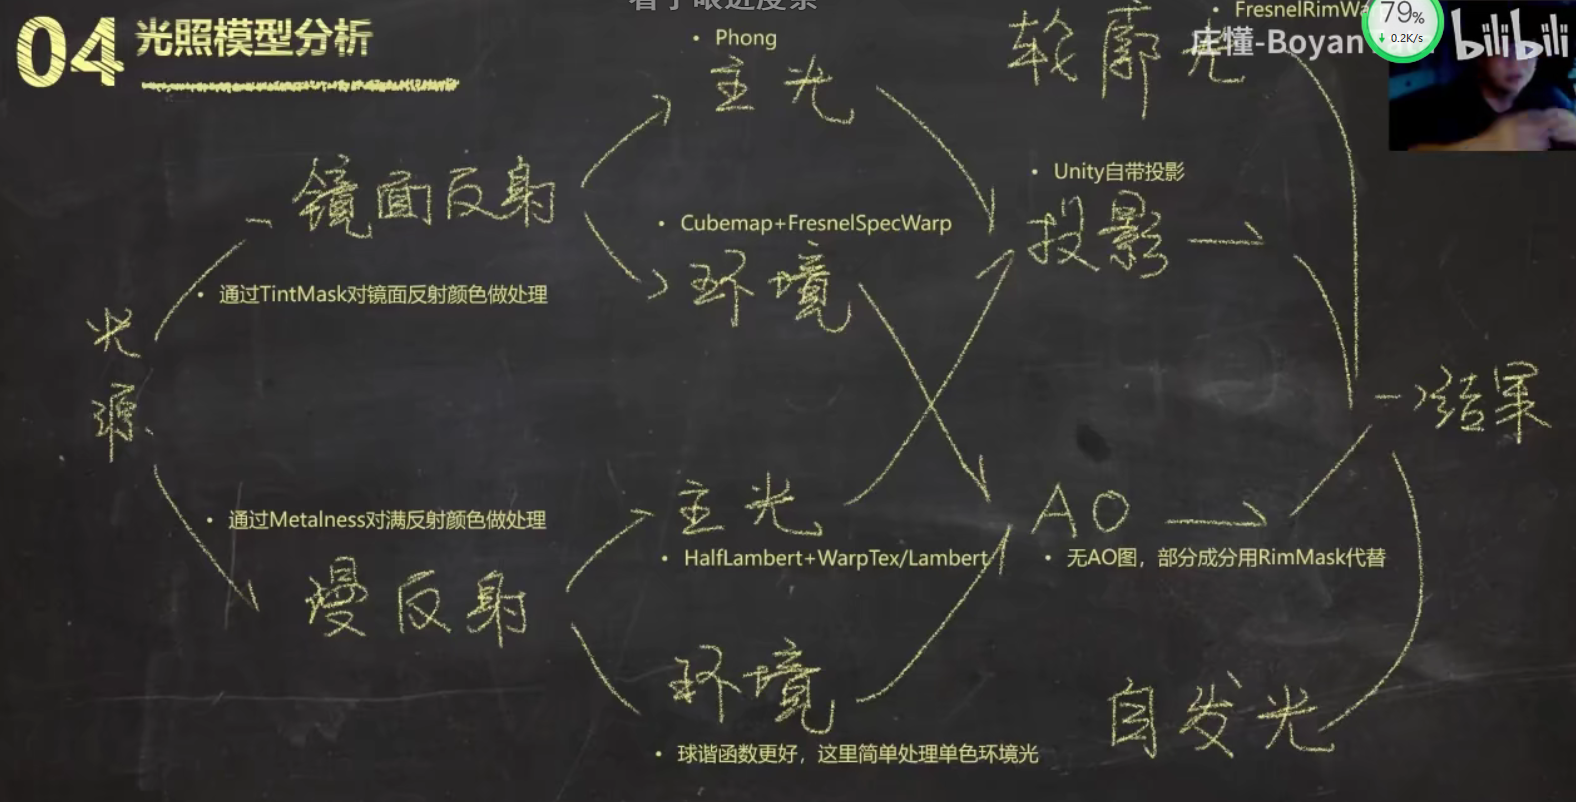 看了眼进度条
04 光照模型分析
• Phong
主光
• FresnelRimWa
轮廓光
庄懂-Boyan
79%
0.2K/s
bilibili
镜面反射
• Unity自带投影
投影
• Cubemap+FresnelSpecWarp
环境
• 通过TintMask对镜面反射颜色做处理
光源
结果
• 通过Metalness对满反射颜色做处理
主光
AO
• HalfLambert+WarpTex/Lambert
• 无AO图，部分成分用RimMask代替
漫反射
环境
自发光
• 球谐函数更好，这里简单处理单色环境光